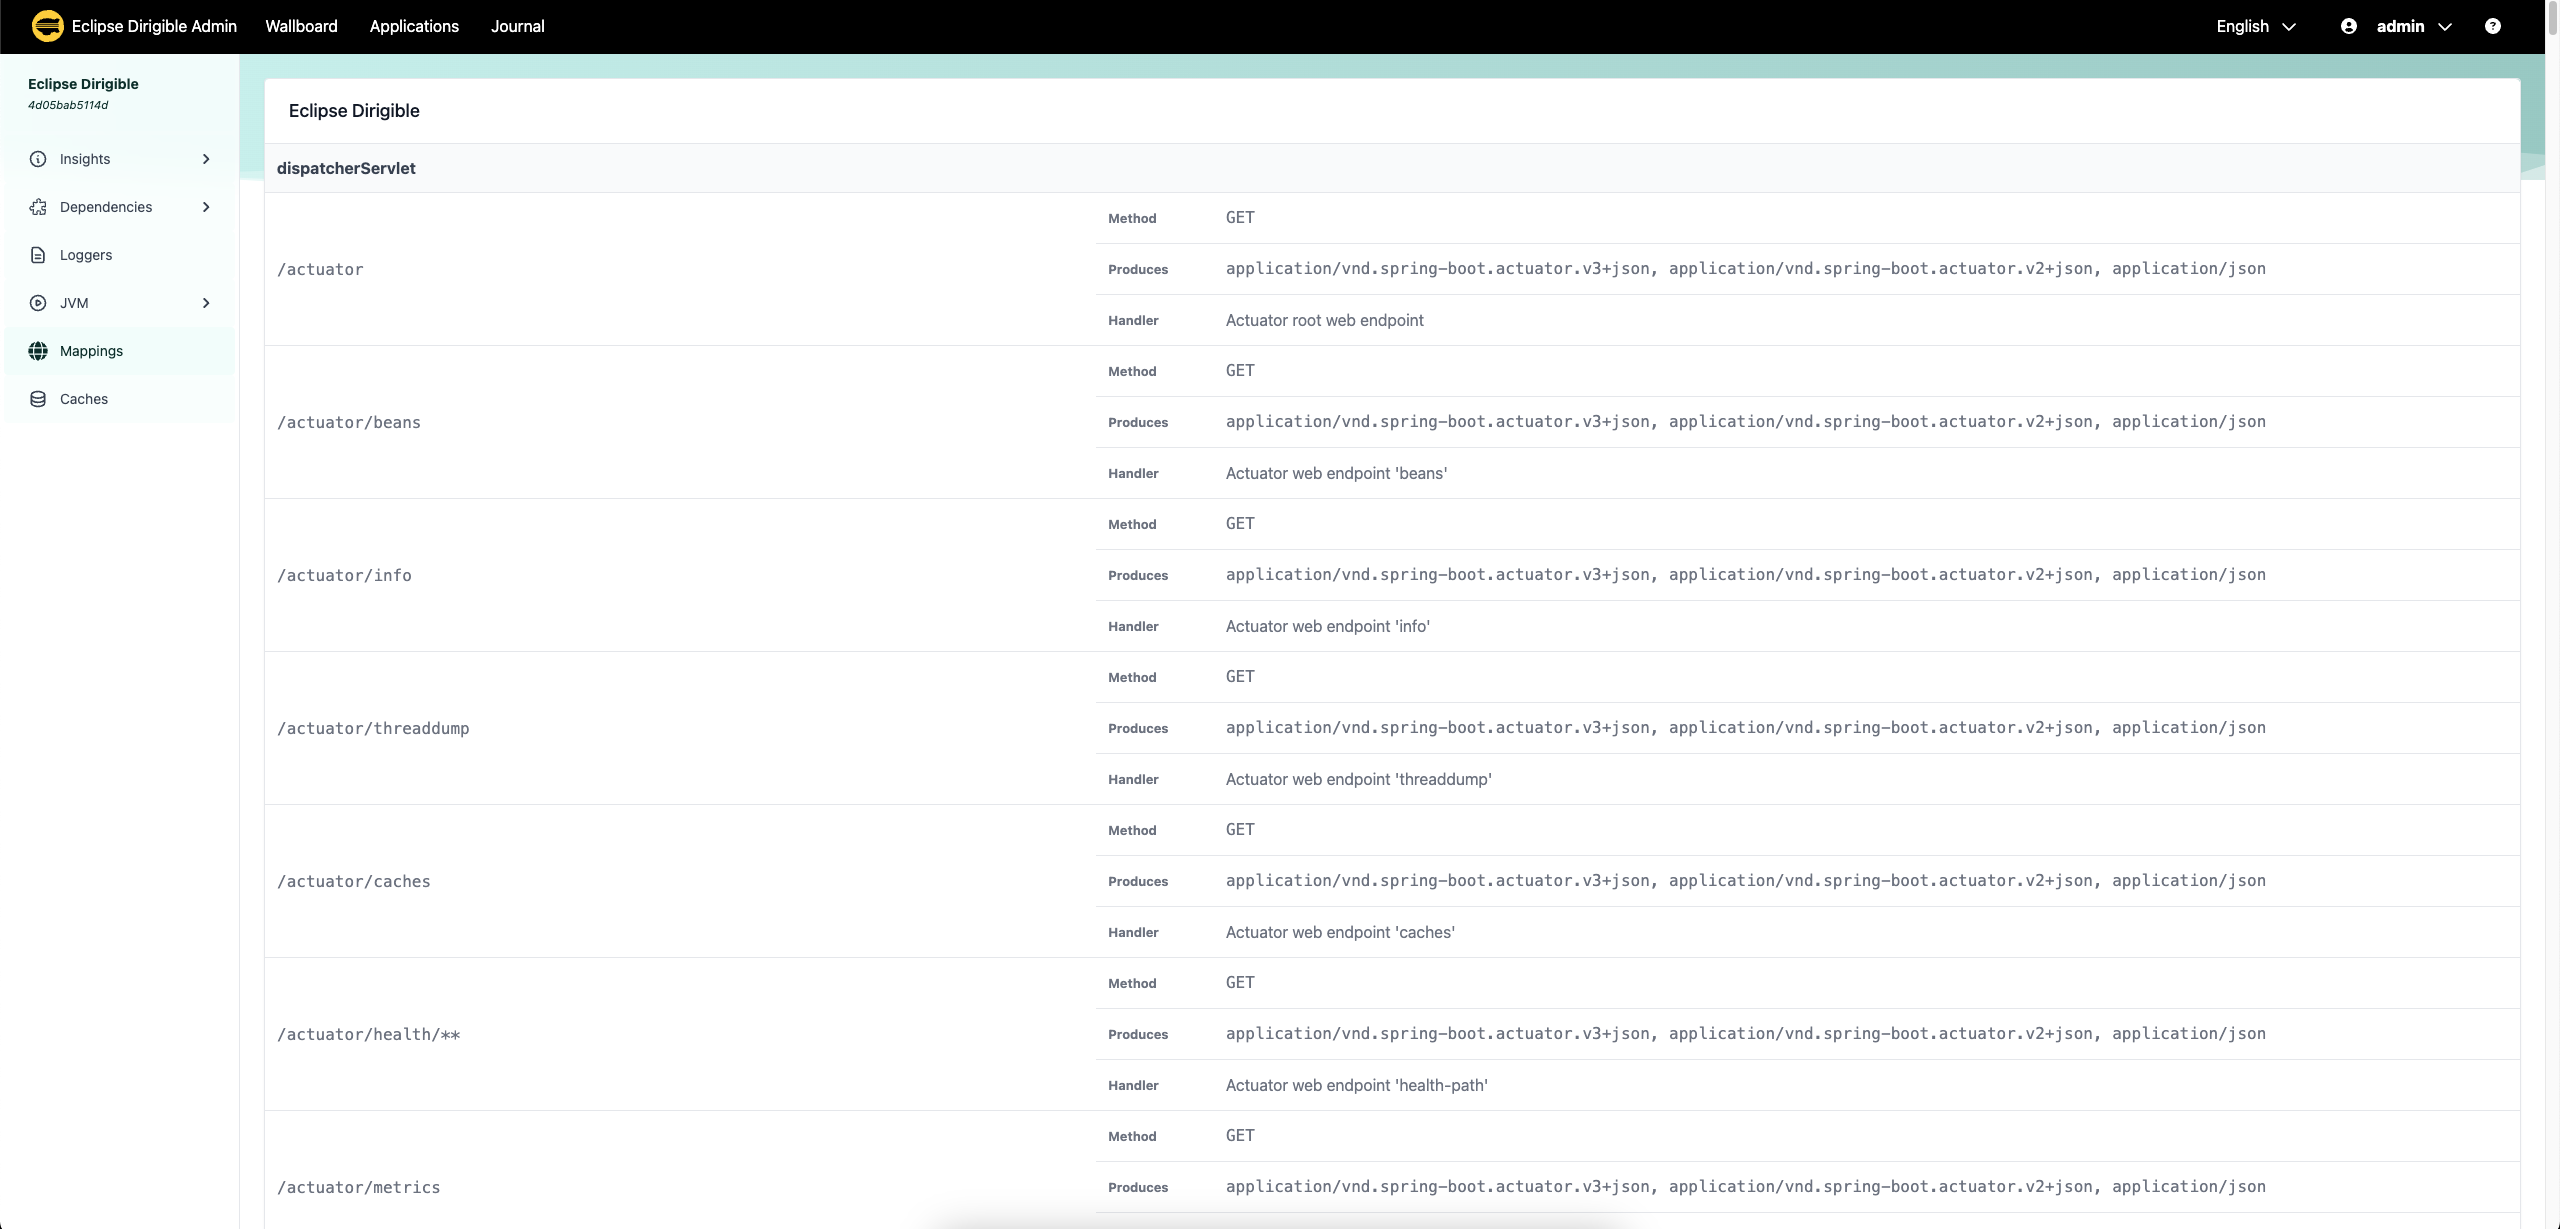 Eclipse Dirigible Admin Wallboard Applications Journal English admin
Eclipse Dirigible
4d05bab5114d
Insights
Dependencies
Loggers
JVM
Mappings
Caches
Eclipse Dirigible
dispatcherServlet
/actuator
Method GET
Produces application/vnd.spring-boot.actuator.v3+json, application/vnd.spring-boot.actuator.v2+json, application/json
Handler Actuator root web endpoint
/actuator/beans
Method GET
Produces application/vnd.spring-boot.actuator.v3+json, application/vnd.spring-boot.actuator.v2+json, application/json
Handler Actuator web endpoint 'beans'
/actuator/info
Method GET
Produces application/vnd.spring-boot.actuator.v3+json, application/vnd.spring-boot.actuator.v2+json, application/json
Handler Actuator web endpoint 'info'
/actuator/threaddump
Method GET
Produces application/vnd.spring-boot.actuator.v3+json, application/vnd.spring-boot.actuator.v2+json, application/json
Handler Actuator web endpoint 'threaddump'
/actuator/caches
Method GET
Produces application/vnd.spring-boot.actuator.v3+json, application/vnd.spring-boot.actuator.v2+json, application/json
Handler Actuator web endpoint 'caches'
/actuator/health/**
Method GET
Produces application/vnd.spring-boot.actuator.v3+json, application/vnd.spring-boot.actuator.v2+json, application/json
Handler Actuator web endpoint 'health-path'
/actuator/metrics
Method GET
Produces application/vnd.spring-boot.actuator.v3+json, application/vnd.spring-boot.actuator.v2+json, application/json